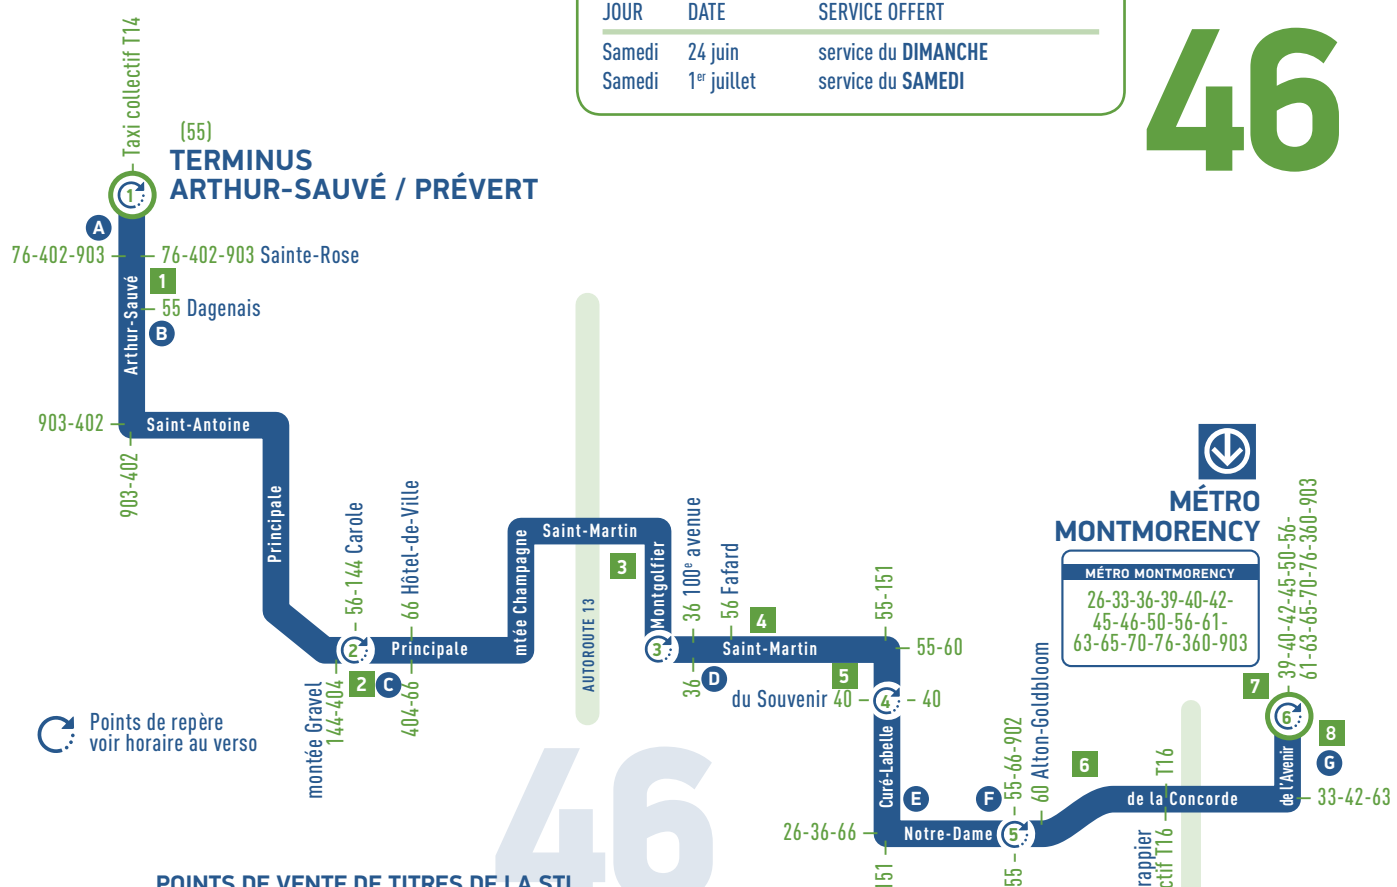 JOUR DATE SERVICE OFFERT
Samedi 24 juin service du DIMANCHE
Samedi 1er juillet service du SAMEDI
46
Taxi collectif T14
(55)
TERMINUS
ARTHUR-SAUVÉ / PRÉVERT
1
A
76-402-903
76-402-903 Sainte-Rose
1
Arthur-Sauvé
55 Dagenais
B
903-402
Saint-Antoine
903-402
Principale
56-144 Carole
66 Hôtel-de-Ville
2
Principale
2
C
montée Gravel
144-404
404-66
mtée Champagne
Saint-Martin
3
AUTOROUTE 13
Montgolfier
3
36 100e avenue
56 Fafard
4
Saint-Martin
36
D
5
55-151
55-60
du Souvenir 40
4
40
Curé-Labelle
E
F
26-36-66
Notre-Dame
5
151
55-66-902
55
60 Alton-Goldbloom
6
MÉTRO
MONTMORENCY
MÉTRO MONTMORENCY
26-33-36-39-40-42-
45-46-50-56-61-
63-65-70-76-360-903
39-40-42-45-50-56-
61-63-65-70-76-360-903
7
6
8
G
de l'Avenir
T16
de la Concorde
33-42-63
rappier
ctif T16
Points de repère
voir horaire au verso
46
POINTS DE VENTE DE TITRES DE LA STL